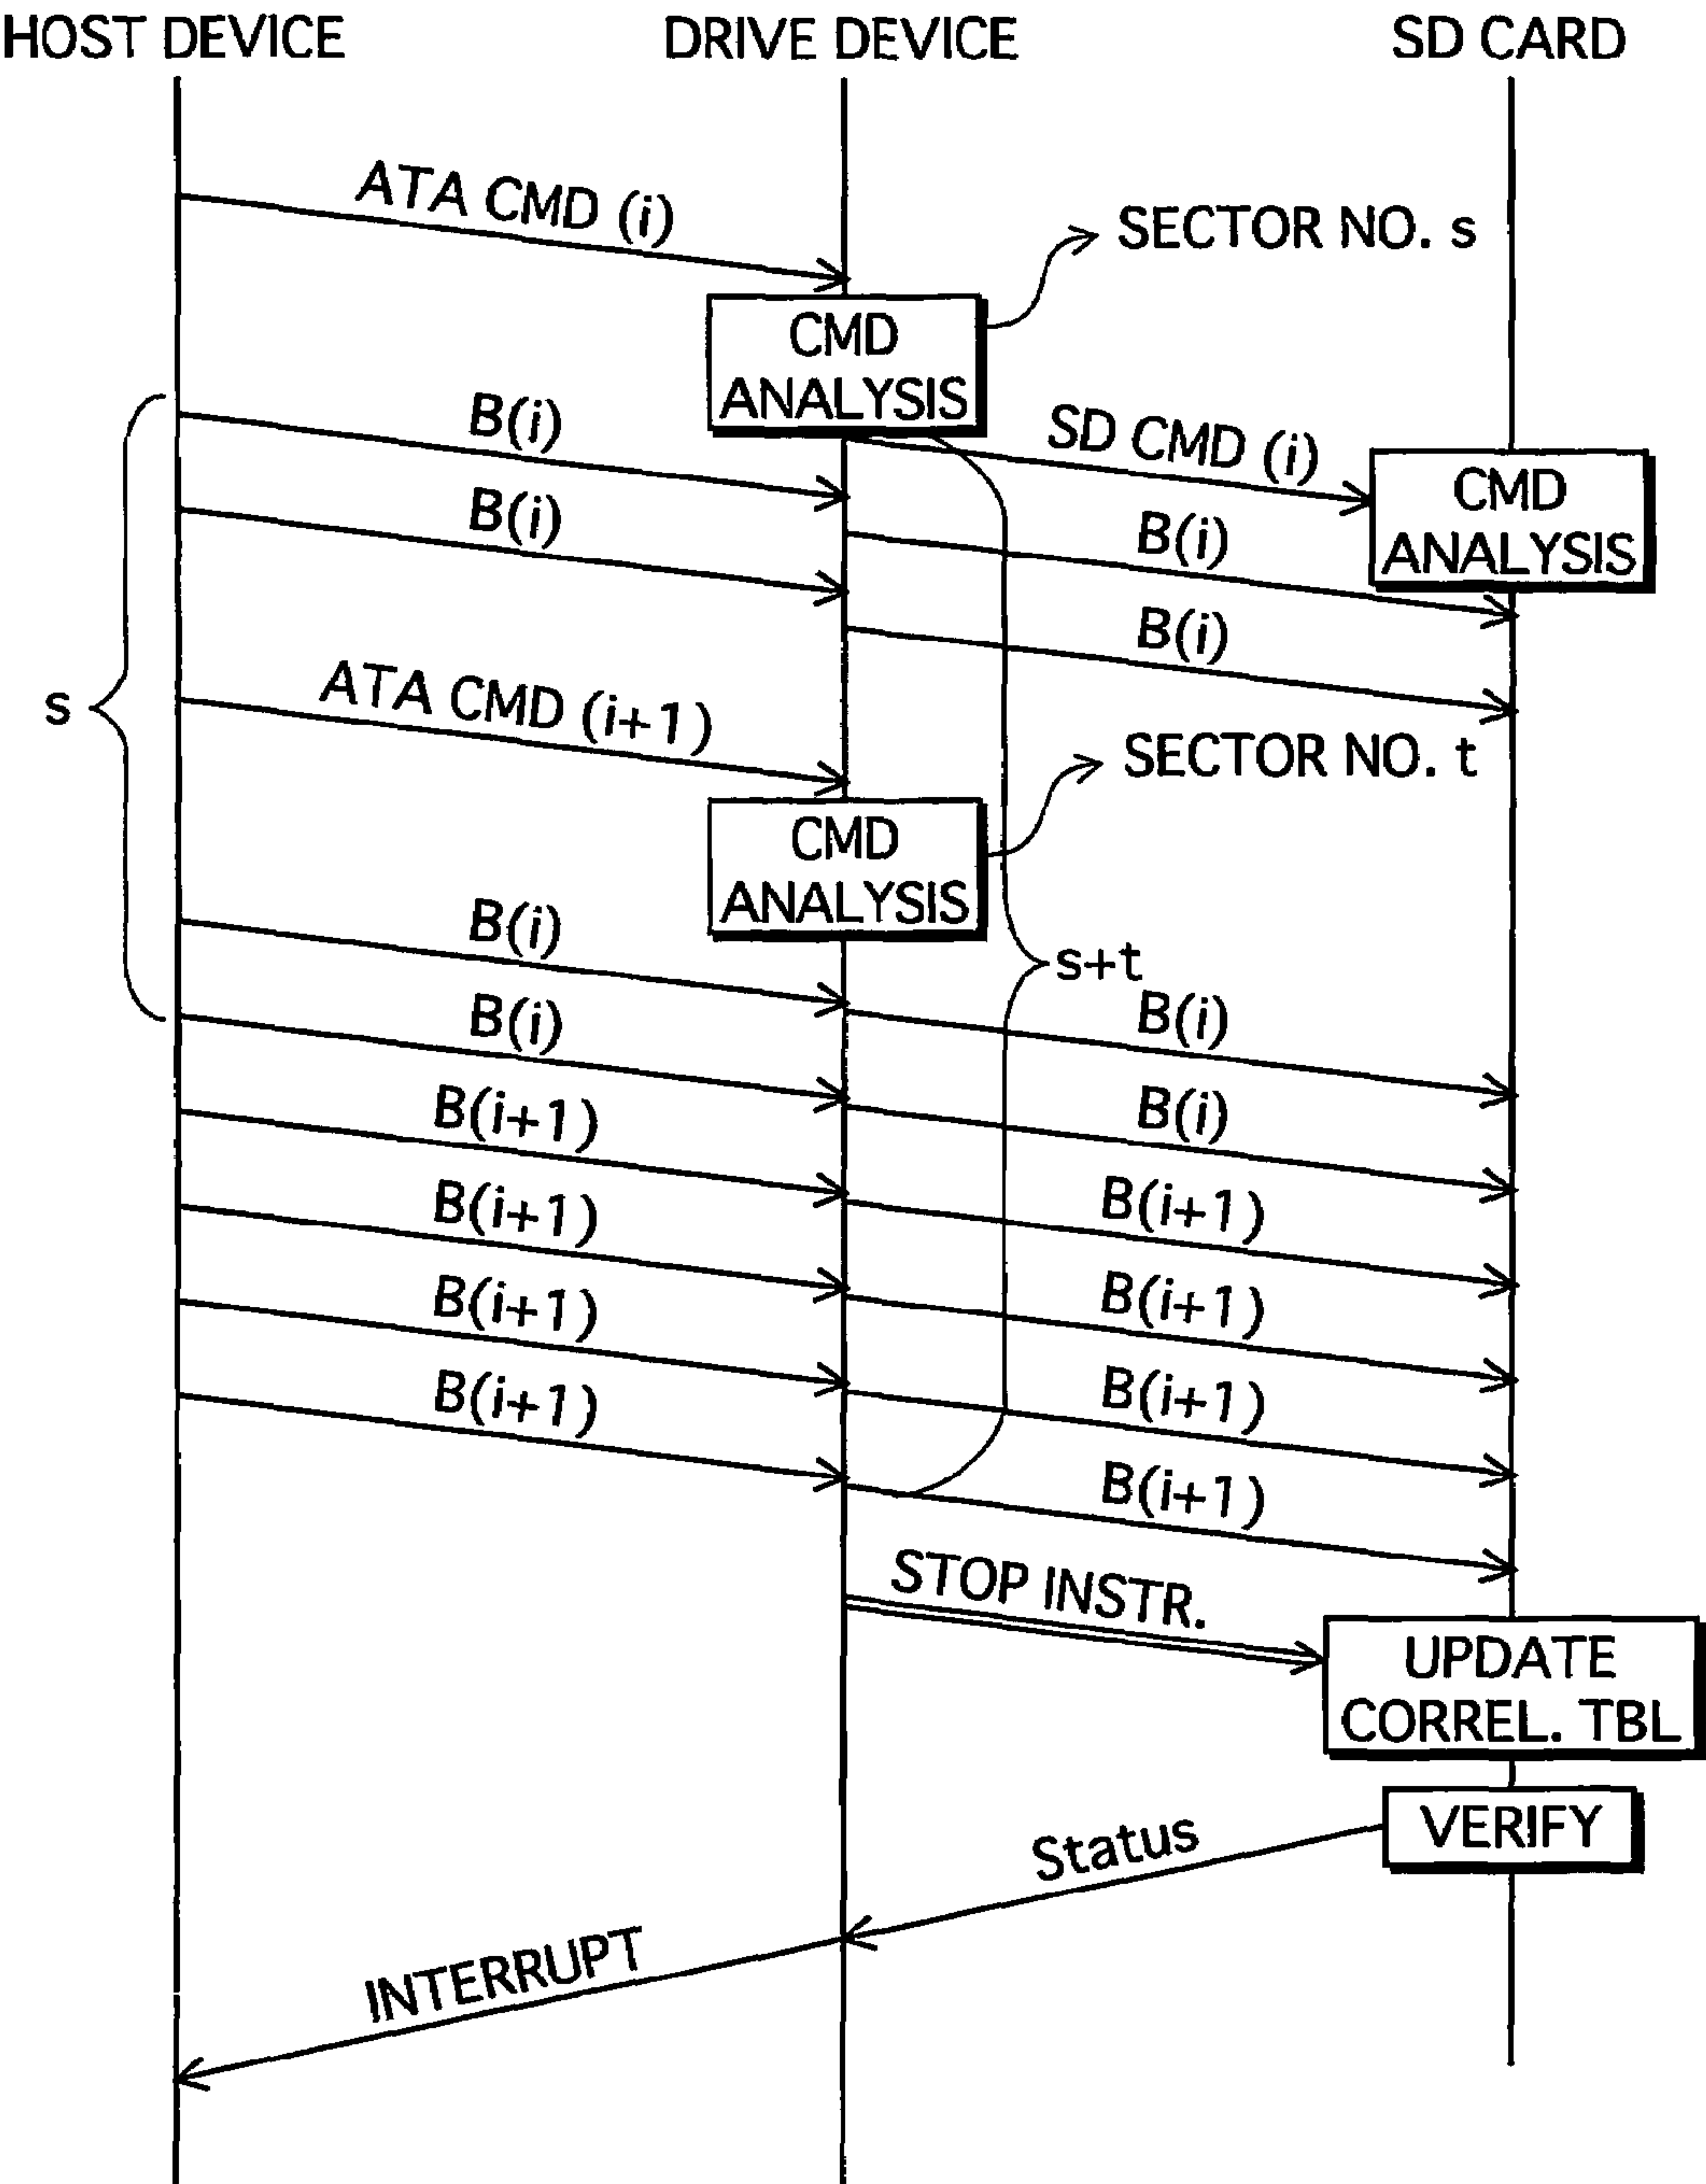 HOST DEVICE
DRIVE DEVICE
SD CARD
ATA CMD (i)
SECTOR NO. s
CMD
ANALYSIS
B(i)
SD CMD (i)
CMD
ANALYSIS
B(i)
B(i)
B(i)
s
ATA CMD (i+1)
SECTOR NO. t
CMD
ANALYSIS
B(i)
s+t
B(i)
B(i)
B(i+1)
B(i)
B(i+1)
B(i+1)
B(i+1)
B(i+1)
B(i+1)
B(i+1)
B(i+1)
STOP INSTR.
UPDATE
CORREL. TBL
VERIFY
Status
INTERRUPT